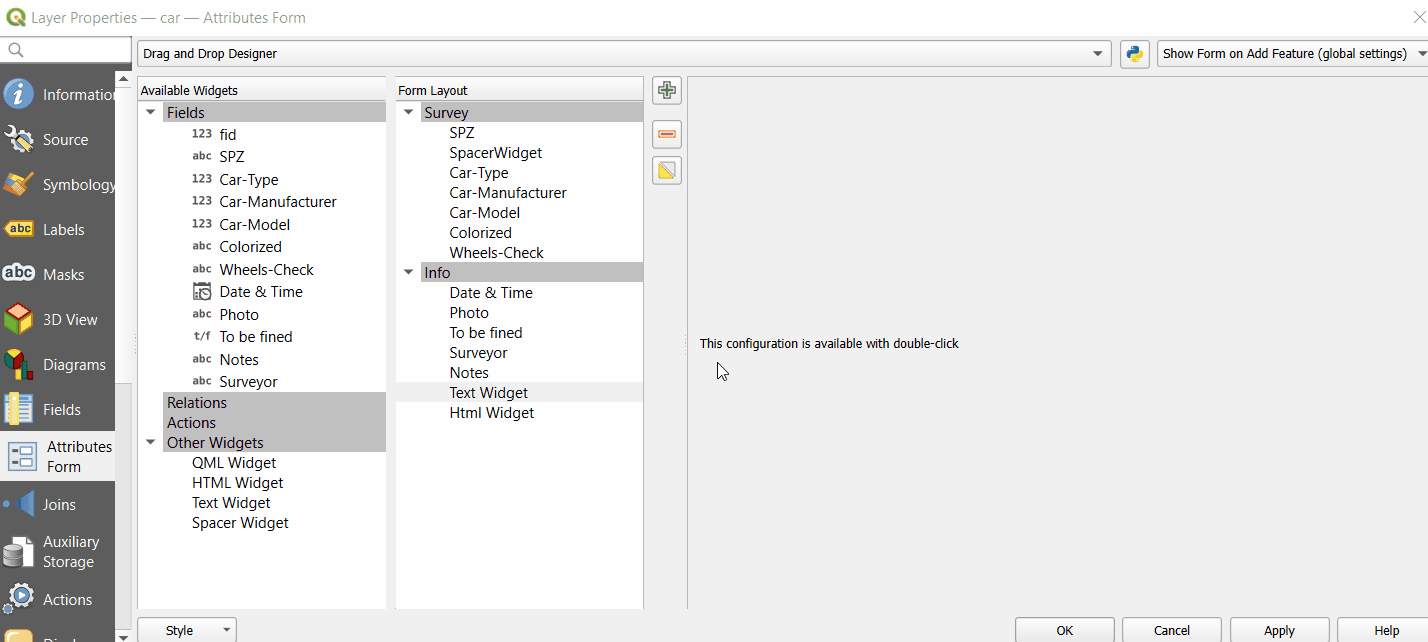 Layer Properties — car — Attributes Form
Drag and Drop Designer
Show Form on Add Feature (global settings)
Information
Source
Symbology
abc Labels
abc Masks
3D View
Diagrams
Fields
Attributes
Form
Joins
Auxiliary
Storage
Actions
Available Widgets
Fields
123 fid
abc SPZ
123 Car-Type
123 Car-Manufacturer
123 Car-Model
abc Colorized
abc Wheels-Check
Date & Time
abc Photo
t/f To be fined
abc Notes
abc Surveyor
Relations
Actions
Other Widgets
QML Widget
HTML Widget
Text Widget
Spacer Widget
Form Layout
Survey
SPZ
SpacerWidget
Car-Type
Car-Manufacturer
Car-Model
Colorized
Wheels-Check
Info
Date & Time
Photo
To be fined
Surveyor
Notes
Text Widget
Html Widget
This configuration is available with double-click
Style
OK
Cancel
Apply
Help